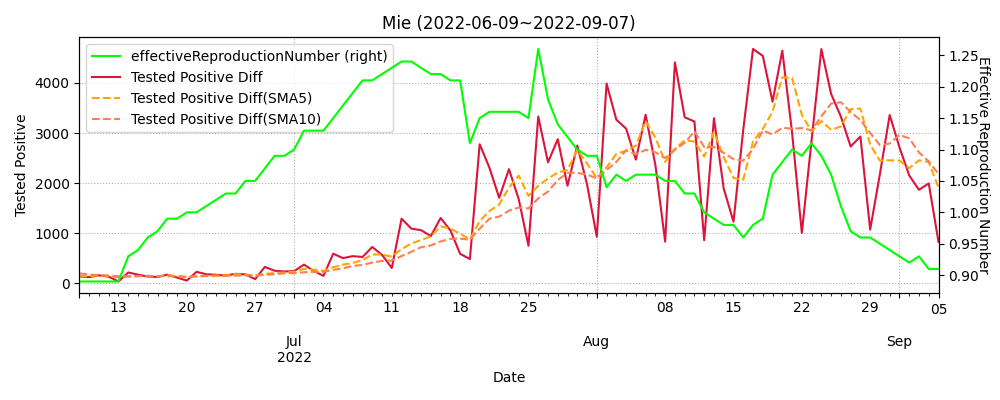 Mie (2022-06-09~2022-09-07)
effectiveReproductionNumber (right)
Tested Positive Diff
Tested Positive Diff(SMA5)
Tested Positive Diff(SMA10)
Tested Positive
4000
3000
2000
1000
0
Effective Reproduction Number
1.25
1.20
1.15
1.10
1.05
1.00
0.95
0.90
13 20 27 04 11 18 25 08 15 22 29 05
Jul Aug Sep
2022
Date